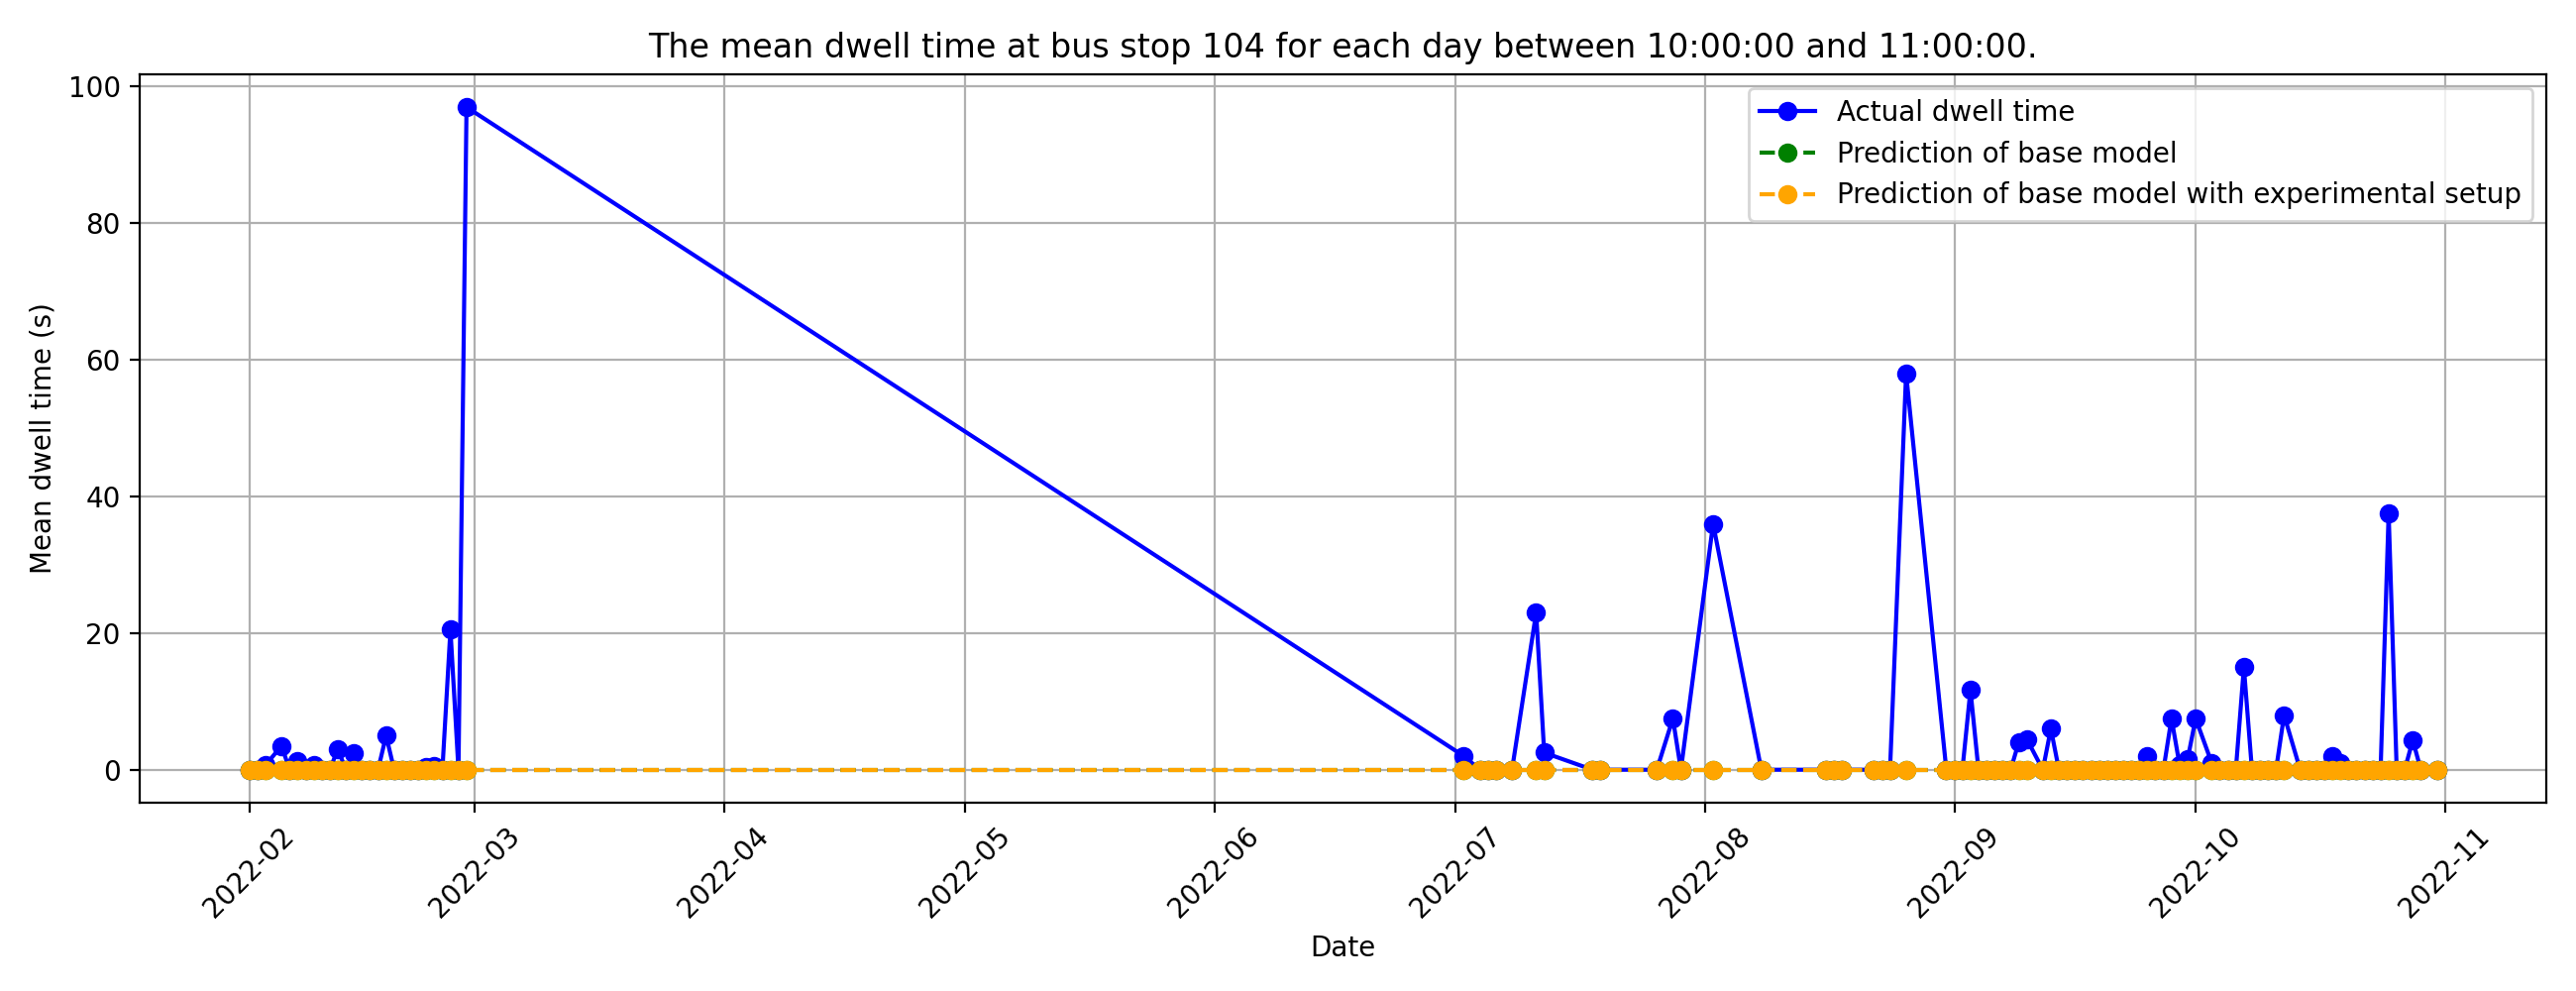 The mean dwell time at bus stop 104 for each day between 10:00:00 and 11:00:00.
Actual dwell time
Prediction of base model
Prediction of base model with experimental setup
Mean dwell time (s)
100
80
60
40
20
0
2022-02
2022-03
2022-04
2022-05
2022-06
2022-07
2022-08
2022-09
2022-10
2022-11
Date